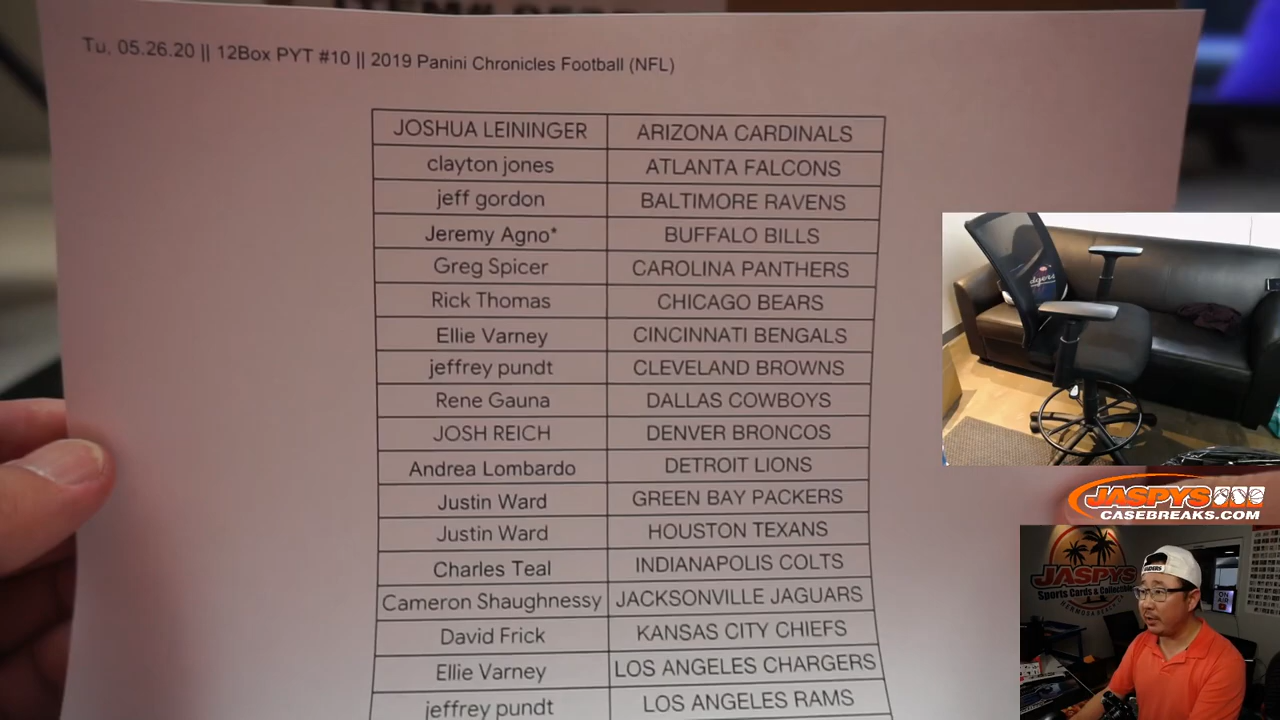 Tu, 05.26.20 || 12Box PYT #10 || 2019 Panini Chronicles Football (NFL)
JOSHUA LEININGER ARIZONA CARDINALS
clayton jones ATLANTA FALCONS
jeff gordon BALTIMORE RAVENS
Jeremy Agno* BUFFALO BILLS
Greg Spicer CAROLINA PANTHERS
Rick Thomas CHICAGO BEARS
Ellie Varney CINCINNATI BENGALS
jeffrey pundt CLEVELAND BROWNS
Rene Gauna DALLAS COWBOYS
JOSH REICH DENVER BRONCOS
Andrea Lombardo DETROIT LIONS
Justin Ward GREEN BAY PACKERS
Justin Ward HOUSTON TEXANS
Charles Teal INDIANAPOLIS COLTS
Cameron Shaughnessy JACKSONVILLE JAGUARS
David Frick KANSAS CITY CHIEFS
Ellie Varney LOS ANGELES CHARGERS
jeffrey pundt LOS ANGELES RAMS
JASPYS
CASEBREAKS.COM
JASPYS
Sports Cards & Collectibles
HERMOSA BEACH
ON AIR